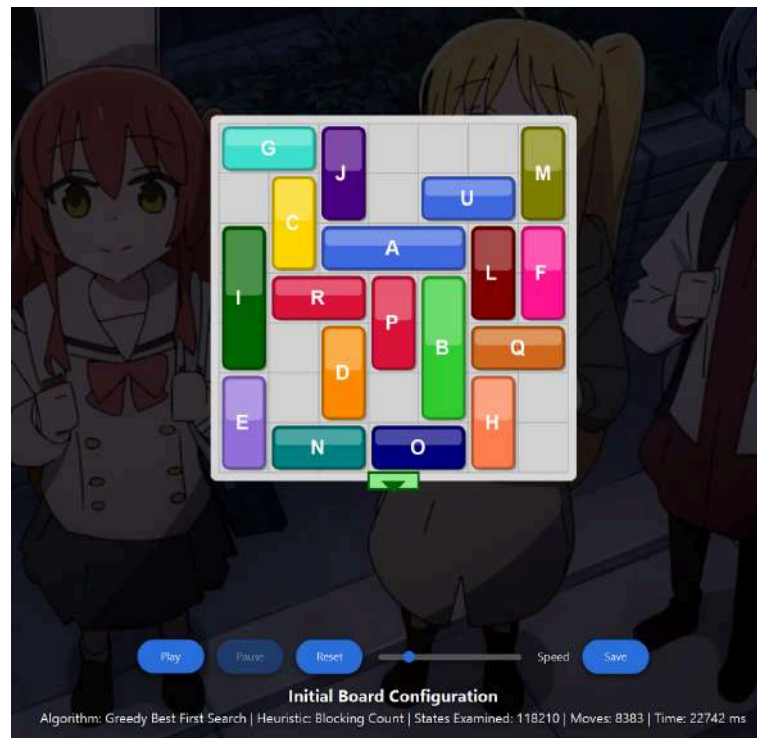 G J M
U
C
A
L F
I R
P
B
D Q
E H
N O
Play Pause Reset Speed Save
Initial Board Configuration
Algorithm: Greedy Best First Search | Heuristic: Blocking Count | States Examined: 118210 | Moves: 8383 | Time: 22742 ms